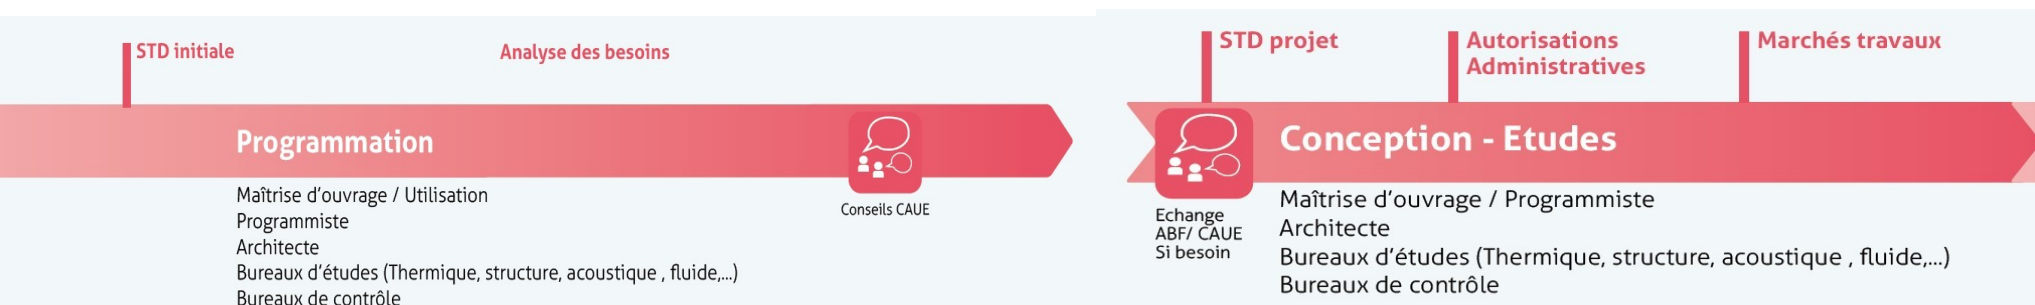 STD initiale
Analyse des besoins
Programmation
Maîtrise d'ouvrage / Utilisation
Programmiste
Architecte
Bureaux d'études (Thermique, structure, acoustique , fluide,...)
Bureaux de contrôle
Conseils CAUE
STD projet
Autorisations
Administratives
Marchés travaux
Conception - Etudes
Echange
ABF/ CAUE
Si besoin
Maîtrise d'ouvrage / Programmiste
Architecte
Bureaux d'études (Thermique, structure, acoustique , fluide,...)
Bureaux de contrôle